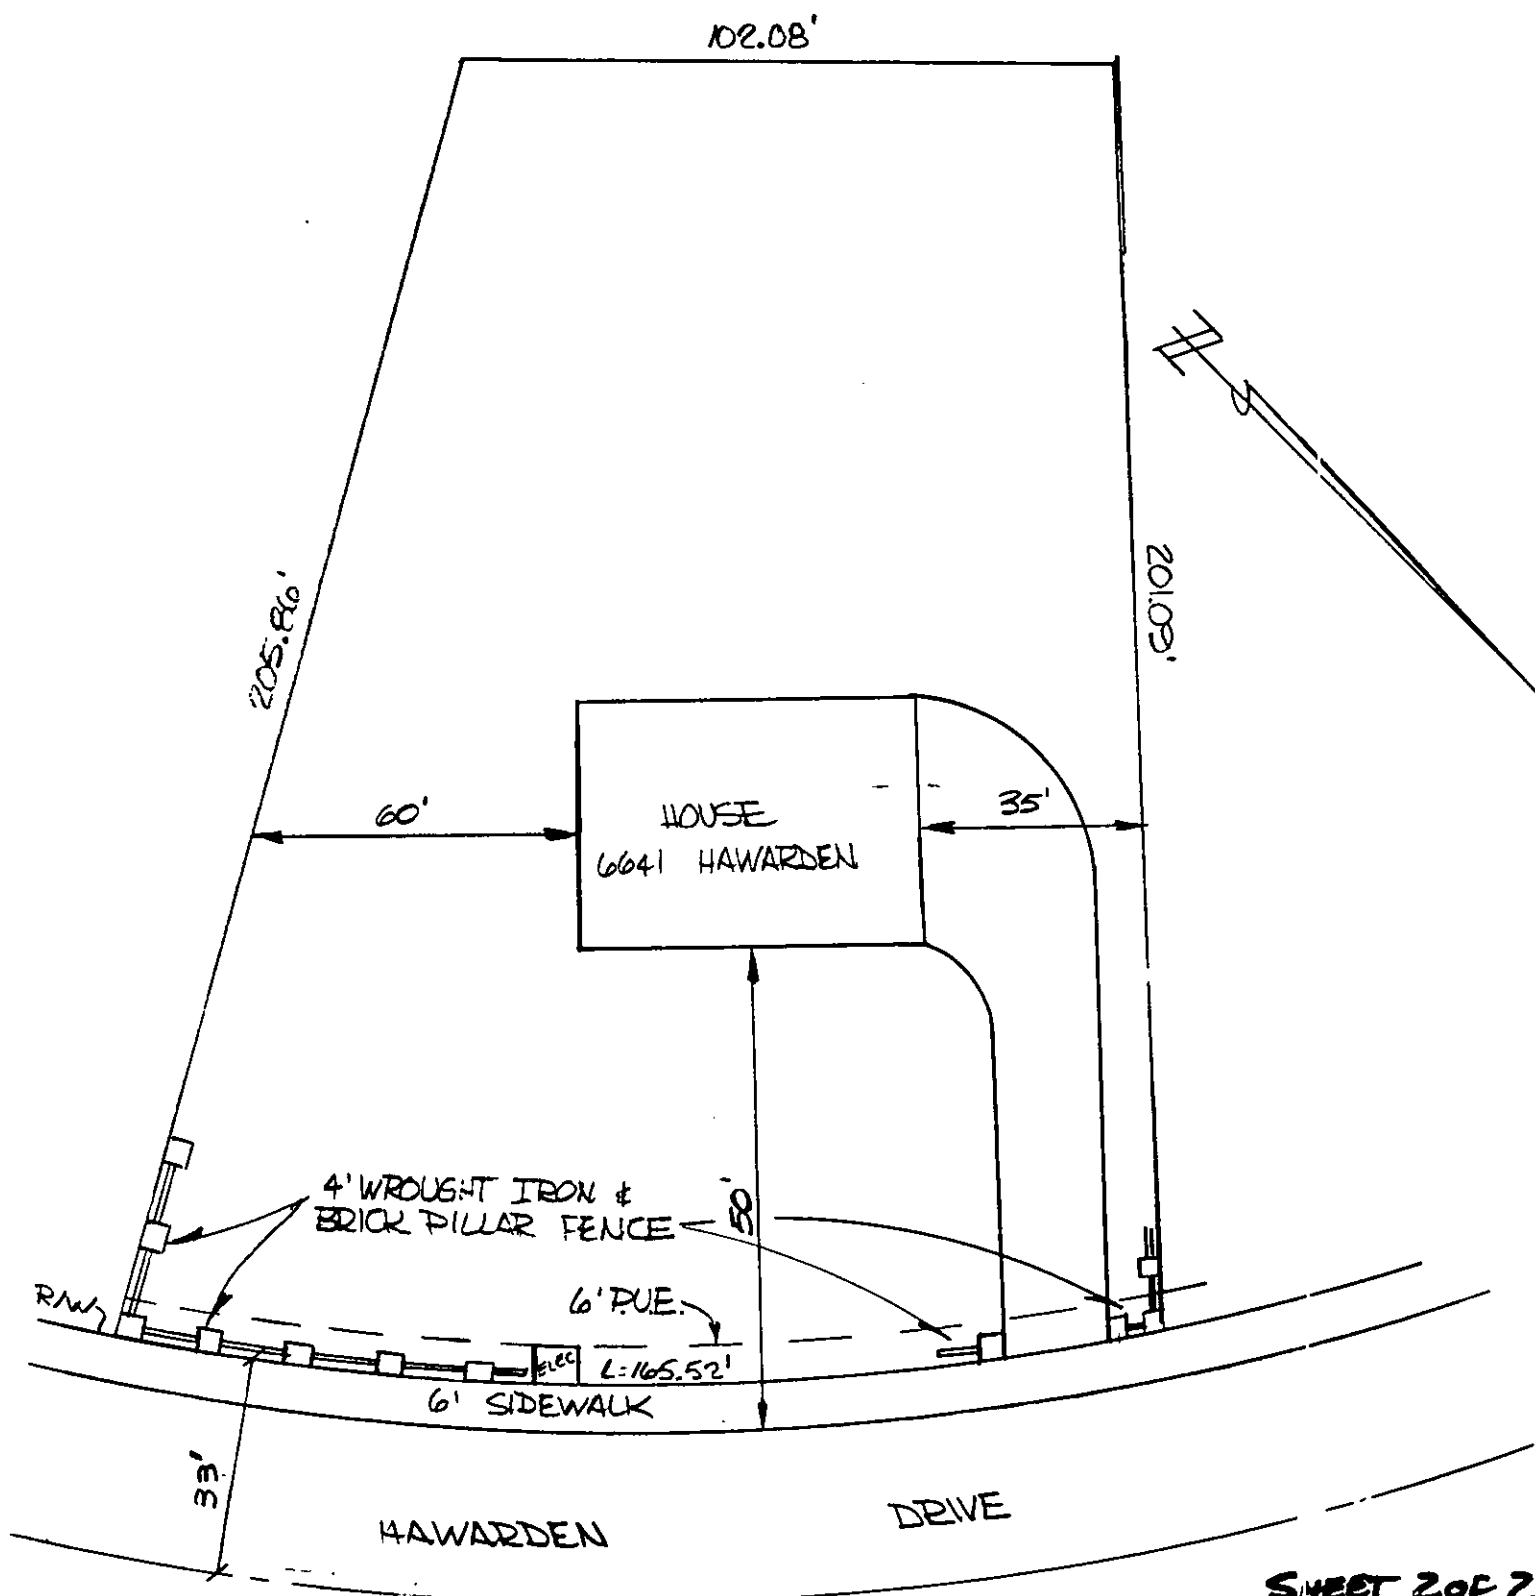 102.08'
205.86'
201.09'
60'
HOUSE
6641 HAWARDEN
35'
4' WROUGHT IRON &
BRICK PILLAR FENCE
50'
R/W
6' P.U.E.
ELEC
L=165.52'
6' SIDEWALK
33'
HAWARDEN DRIVE
SHEET 2 OF 2